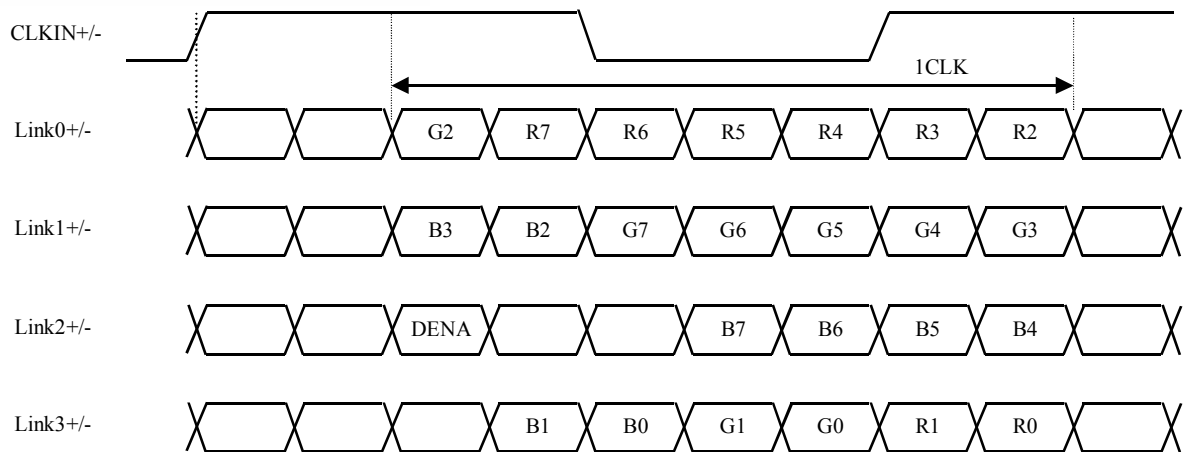 CLKIN+/-
1CLK
Link0+/- G2 R7 R6 R5 R4 R3 R2
Link1+/- B3 B2 G7 G6 G5 G4 G3
Link2+/- DENA B7 B6 B5 B4
Link3+/- B1 B0 G1 G0 R1 R0